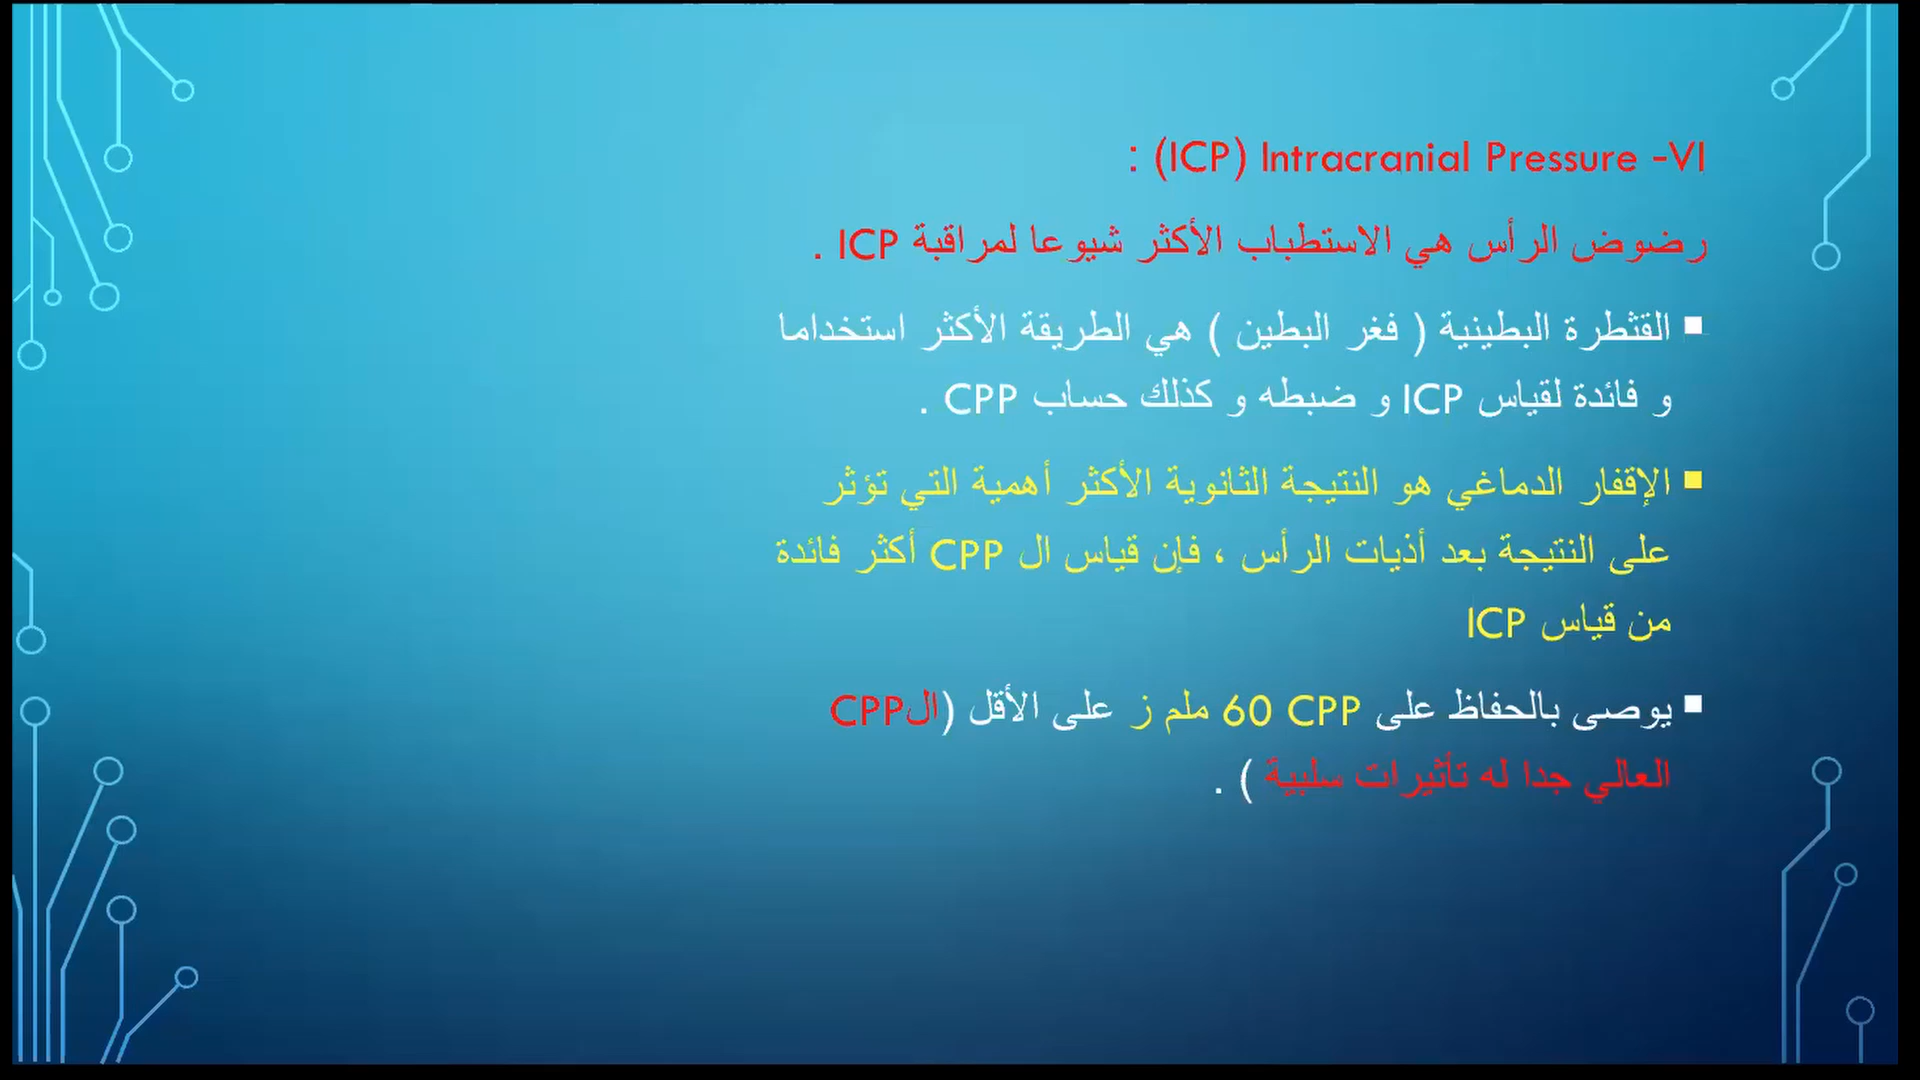 VI- Intracranial Pressure (ICP) :
رضوض الرأس هي الاستطباب الأكثر شيوعا لمراقبة ICP .
▪ القثطرة البطينية ( فغر البطين ) هي الطريقة الأكثر استخداما
و فائدة لقياس ICP و ضبطه و كذلك حساب CPP .
▪ الإقفار الدماغي هو النتيجة الثانوية الأكثر أهمية التي تؤثر
على النتيجة بعد أذيات الرأس ، فإن قياس ال CPP أكثر فائدة
من قياس ICP
▪ يوصى بالحفاظ على CPP 60 ملم ز على الأقل (الCPP
العالي جدا له تأثيرات سلبية ) .